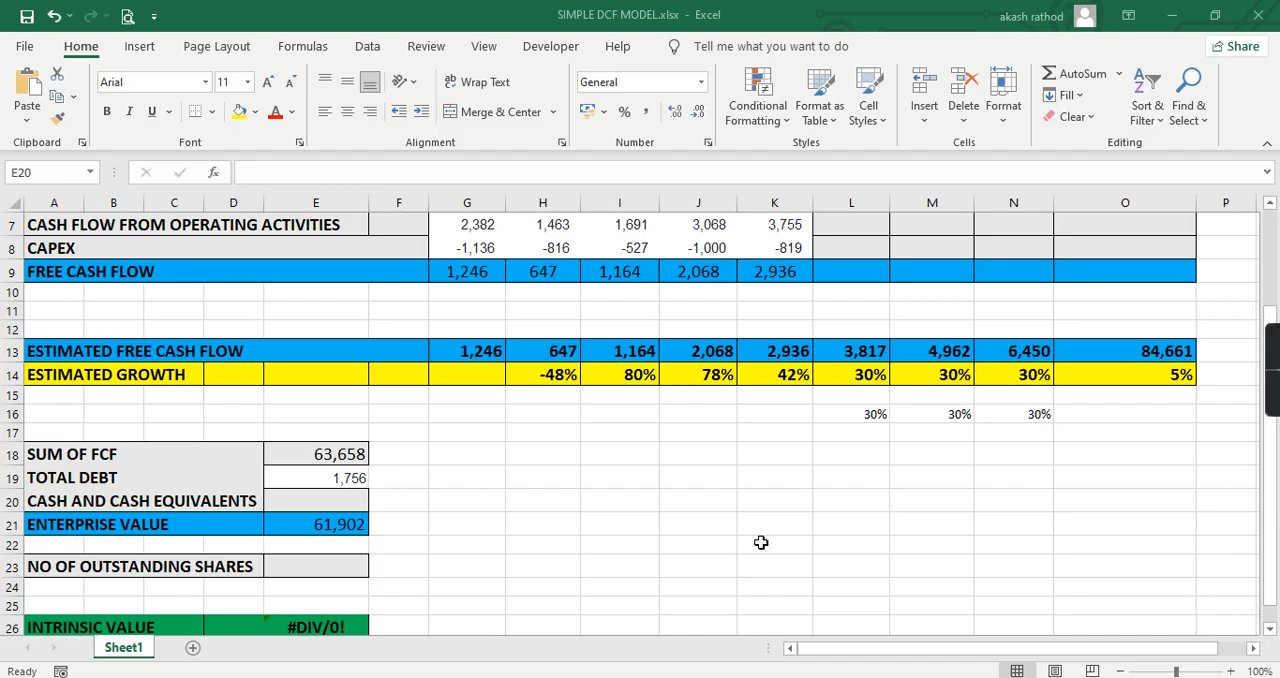 SIMPLE DCF MODEL.xlsx - Excel
akash rathod
File Home Insert Page Layout Formulas Data Review View Developer Help Tell me what you want to do Share
Paste
Clipboard
Arial 11
B I U
Font
Wrap Text
Merge & Center
Alignment
General
Number
Conditional Formatting
Format as Table
Cell Styles
Styles
Insert Delete Format
Cells
AutoSum
Fill
Clear
Sort & Filter
Find & Select
Editing
E20 fx
A B C D E F G H I J K L M N O P
7 CASH FLOW FROM OPERATING ACTIVITIES 2,382 1,463 1,691 3,068 3,755
8 CAPEX -1,136 -816 -527 -1,000 -819
9 FREE CASH FLOW 1,246 647 1,164 2,068 2,936
10
11
12
13 ESTIMATED FREE CASH FLOW 1,246 647 1,164 2,068 2,936 3,817 4,962 6,450 84,661
14 ESTIMATED GROWTH -48% 80% 78% 42% 30% 30% 30% 5%
15
16 30% 30% 30%
17
18 SUM OF FCF 63,658
19 TOTAL DEBT 1,756
20 CASH AND CASH EQUIVALENTS
21 ENTERPRISE VALUE 61,902
22
23 NO OF OUTSTANDING SHARES
24
25
26 INTRINSIC VALUE #DIV/0!
Sheet1
Ready 100%